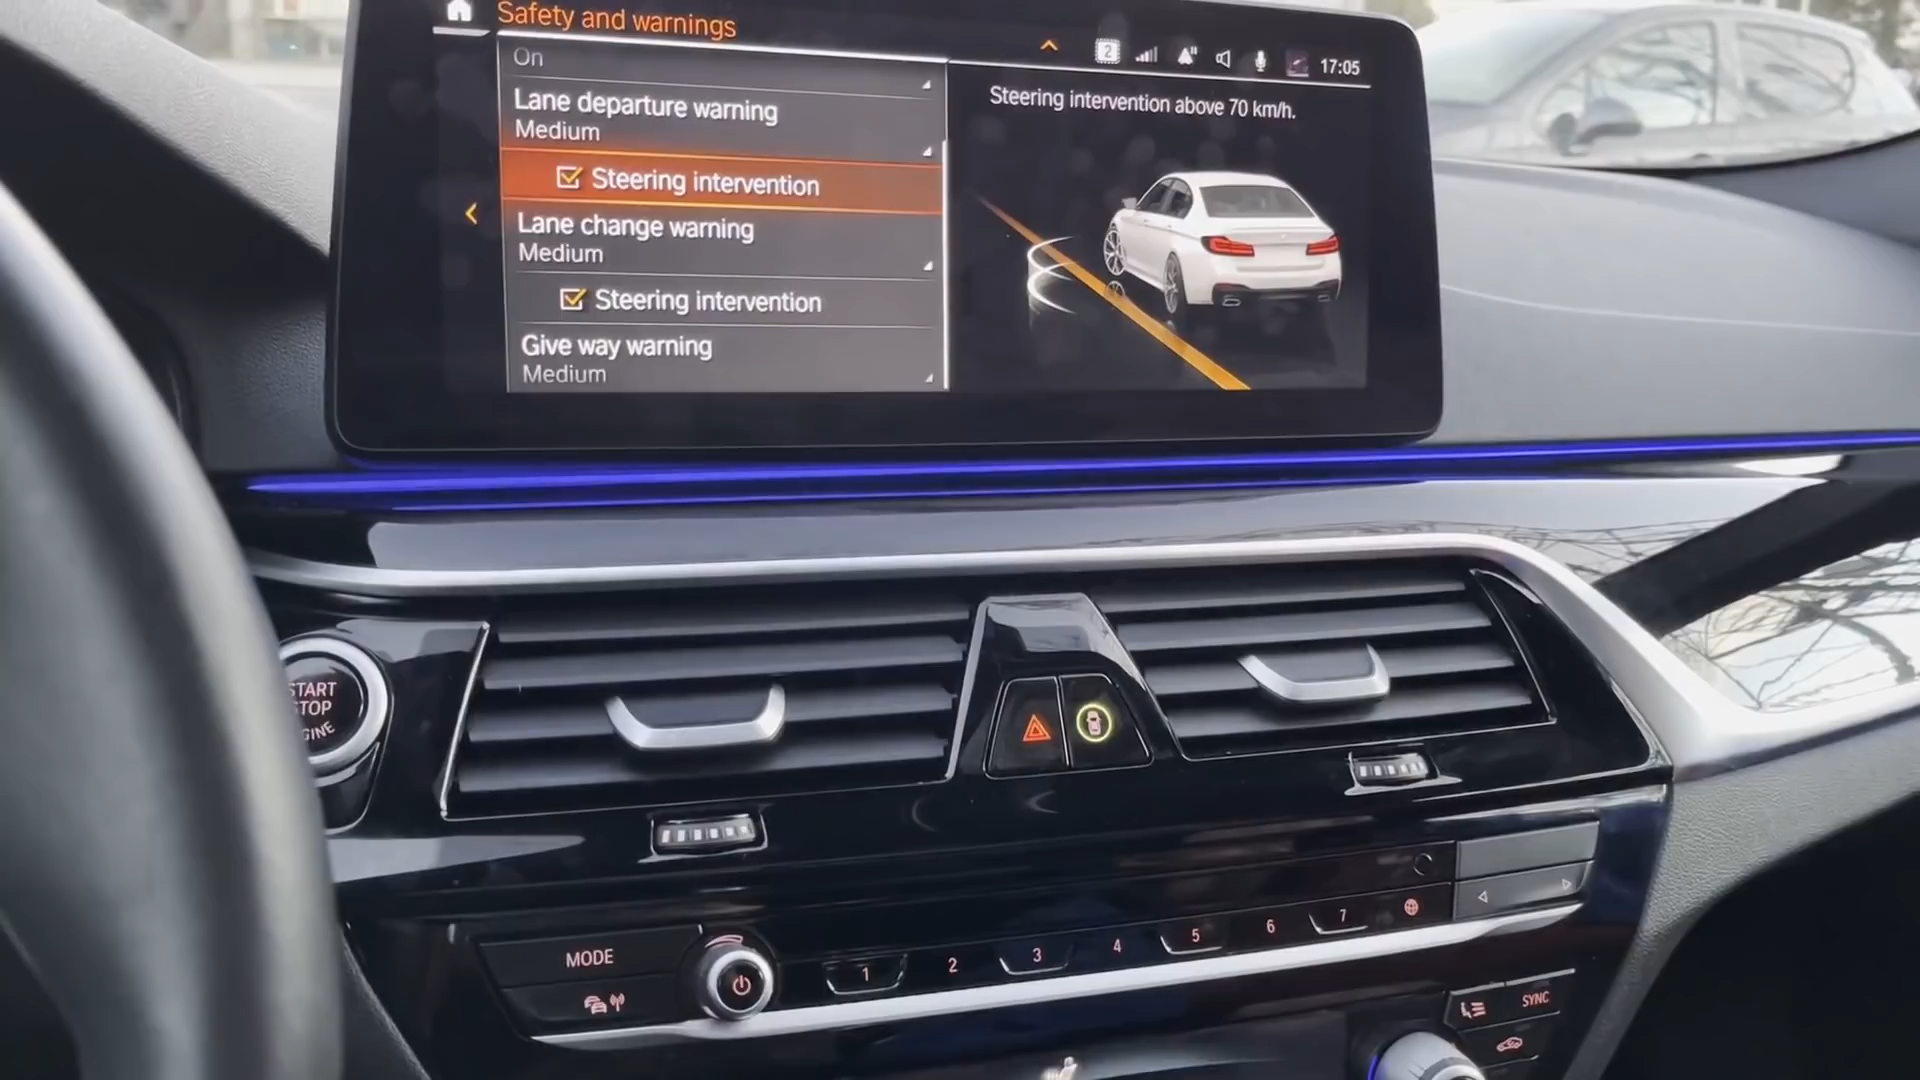 Safety and warnings
2
17:05
On
Lane departure warning
Medium
Steering intervention
Lane change warning
Medium
Steering intervention
Give way warning
Medium
Steering intervention above 70 km/h.
START
STOP
MODE
1
2
3
4
5
6
7
SYNC